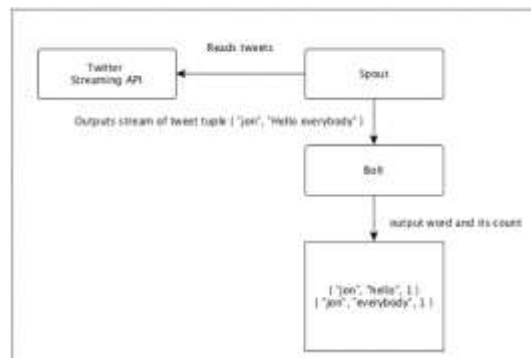 Reads tweets
Twitter
Streaming API
Spout
Outputs stream of tweet tuple ( "jon", "Hello everybody" )
Bolt
output word and its count
( "jon", "hello", 1 )
( "jon", "everybody", 1 )